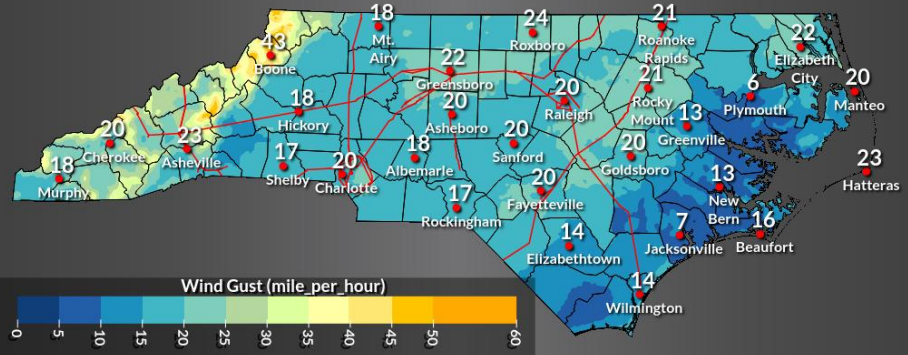 18
Mt.
Airy
24
Roxboro
21
Roanoke
Rapids
22
Elizabeth
City
43
Boone
22
Greensboro
21
Rocky
Mount
6
Plymouth
20
Manteo
18
Hickory
20
Asheboro
20
Raleigh
13
Greenville
20
Cherokee
23
Asheville
18
Albemarle
20
Sanford
20
Goldsboro
23
Hatteras
18
Murphy
17
Shelby
20
Charlotte
13
New
Bern
17
Rockingham
20
Fayetteville
7
Jacksonville
16
Beaufort
14
Elizabethtown
14
Wilmington
Wind Gust (mile_per_hour)
0 5 10 15 20 25 30 35 40 45 50 60